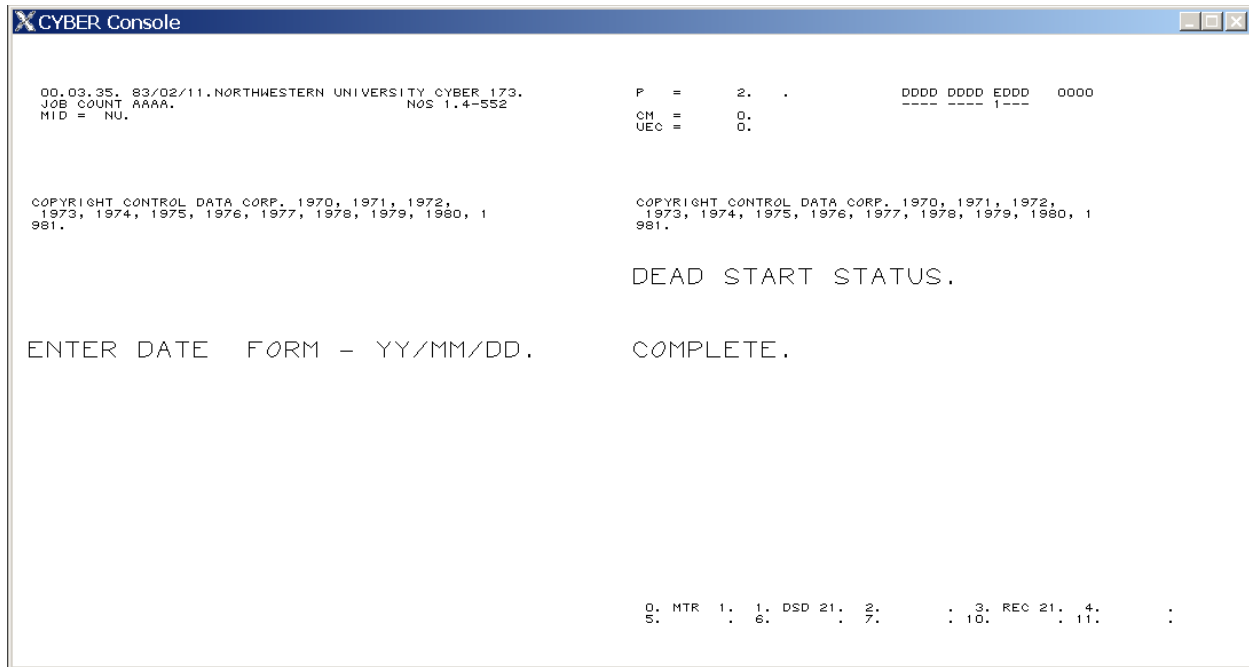 CYBER Console
00.03.35. 83/02/11.NORTHWESTERN UNIVERSITY CYBER 173.
JOB COUNT AAAA. NOS 1.4-552
MID = NU.
COPYRIGHT CONTROL DATA CORP. 1970, 1971, 1972,
1973, 1974, 1975, 1976, 1977, 1978, 1979, 1980, 1
981.
ENTER DATE FORM - YY/MM/DD.
P = 2. . DDDD DDDD EDDD 0000
---- ---- 1---
CM = 0.
UEC = 0.
COPYRIGHT CONTROL DATA CORP. 1970, 1971, 1972,
1973, 1974, 1975, 1976, 1977, 1978, 1979, 1980, 1
981.
DEAD START STATUS.
COMPLETE.
0. MTR 1. 1. DSD 21. 2. . 3. REC 21. 4. .
5. . 6. . 7. . 10. . 11. .